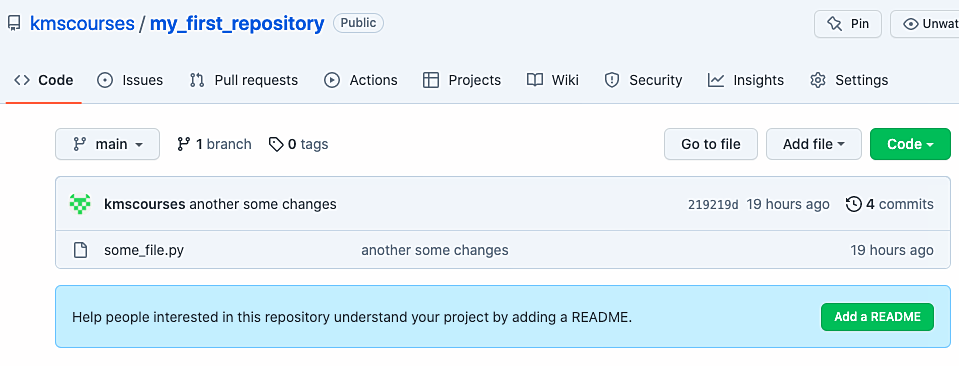 kmscourses / my_first_repository Public Pin Unwat
Code Issues Pull requests Actions Projects Wiki Security Insights Settings
main 1 branch 0 tags Go to file Add file Code
kmscourses another some changes 219219d 19 hours ago 4 commits
some_file.py another some changes 19 hours ago
Help people interested in this repository understand your project by adding a README. Add a README